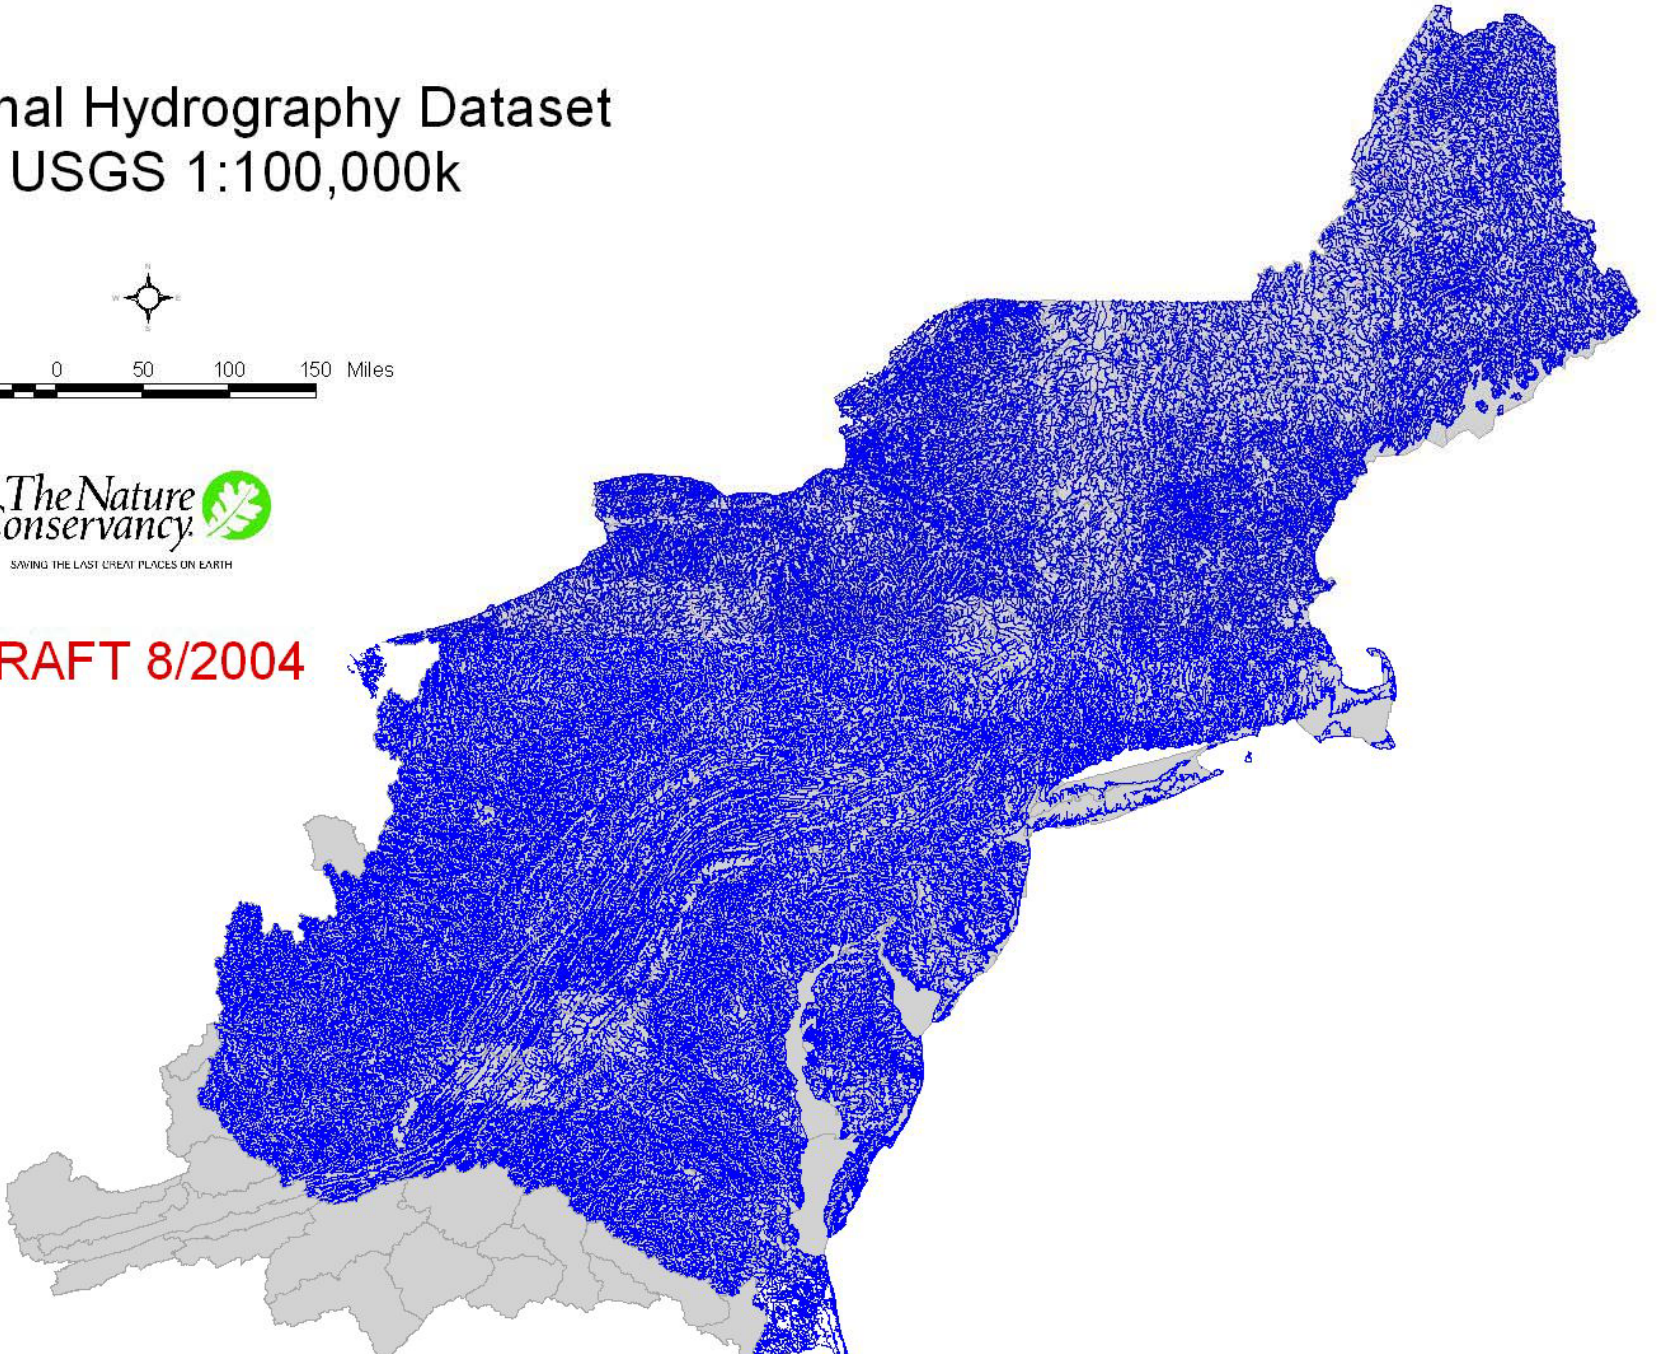 nal Hydrography Dataset
USGS 1:100,000k
N
W E
S
0 50 100 150 Miles
The Nature
onservancy.
SAVING THE LAST GREAT PLACES ON EARTH
RAFT 8/2004